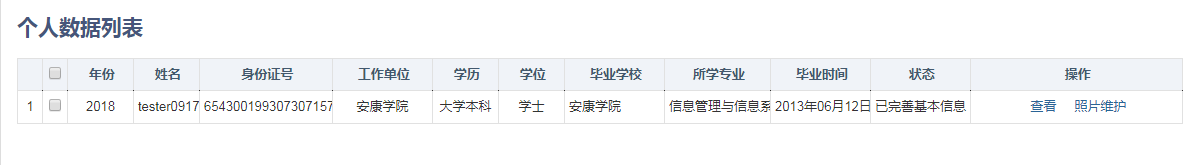 个人数据列表
年份 姓名 身份证号 工作单位 学历 学位 毕业学校 所学专业 毕业时间 状态 操作
1 2018 tester0917 654300199307307157 安康学院 大学本科 学士 安康学院 信息管理与信息系 2013年06月12日 已完善基本信息 查看 照片维护